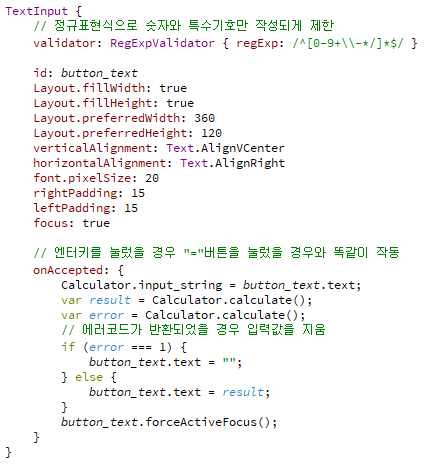 TextInput {
    // 정규표현식으로 숫자와 특수기호만 작성되게 제한
    validator: RegExpValidator { regExp: /^[0-9+\\-*/]*$/ }

    id: button_text
    Layout.fillWidth: true
    Layout.fillHeight: true
    Layout.preferredWidth: 360
    Layout.preferredHeight: 120
    verticalAlignment: Text.AlignVCenter
    horizontalAlignment: Text.AlignRight
    font.pixelSize: 20
    rightPadding: 15
    leftPadding: 15
    focus: true

    // 엔터키를 눌렀을 경우 "="버튼을 눌렀을 경우와 똑같이 작동
    onAccepted: {
        Calculator.input_string = button_text.text;
        var result = Calculator.calculate();
        var error = Calculator.calculate();
        // 에러코드가 반환되었을 경우 입력값을 지움
        if (error === 1) {
            button_text.text = "";
        } else {
            button_text.text = result;
        }
        button_text.forceActiveFocus();
    }
}